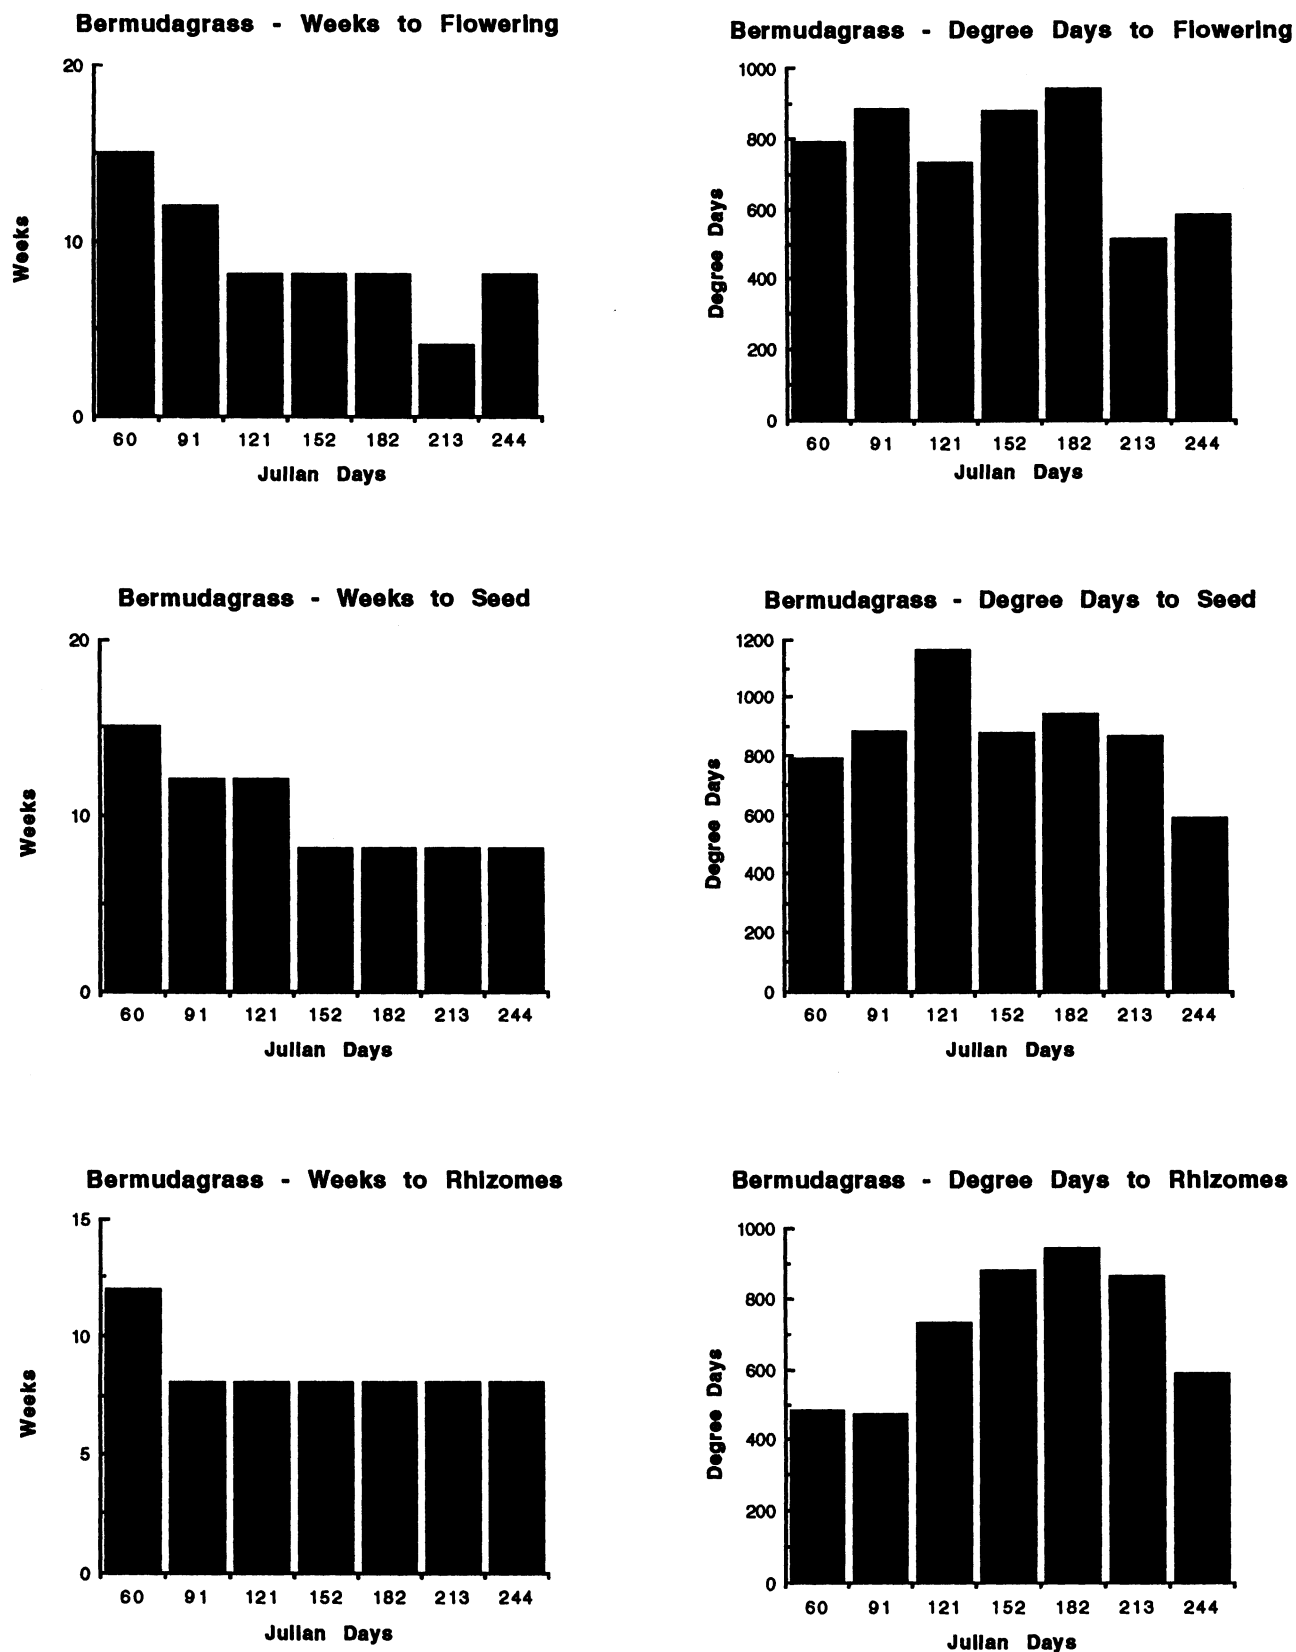 Bermudagrass - Weeks to Flowering
20
10
0
Weeks
60 91 121 152 182 213 244
Julian Days
Bermudagrass - Degree Days to Flowering
1000
800
600
400
200
0
Degree Days
60 91 121 152 182 213 244
Julian Days
Bermudagrass - Weeks to Seed
20
10
0
Weeks
60 91 121 152 182 213 244
Julian Days
Bermudagrass - Degree Days to Seed
1200
1000
800
600
400
200
0
Degree Days
60 91 121 152 182 213 244
Julian Days
Bermudagrass - Weeks to Rhizomes
15
10
5
0
Weeks
60 91 121 152 182 213 244
Julian Days
Bermudagrass - Degree Days to Rhizomes
1000
800
600
400
200
0
Degree Days
60 91 121 152 182 213 244
Julian Days